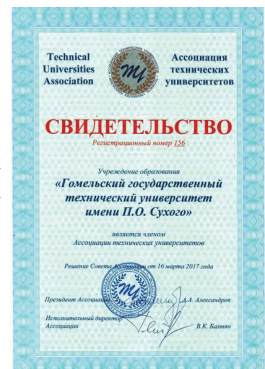 Technical
Universities
Association
Ассоциация
технических
университетов
СВИДЕТЕЛЬСТВО
Регистрационный номер 156
Учреждение образования
«Гомельский государственный
технический университет
имени П.О. Сухого»
является членом
Ассоциации технических университетов
Решение Совета Ассоциации от 16 марта 2017 года
Президент Ассоциации А.А. Александров
Исполнительный директор
Ассоциации В.К. Балтян